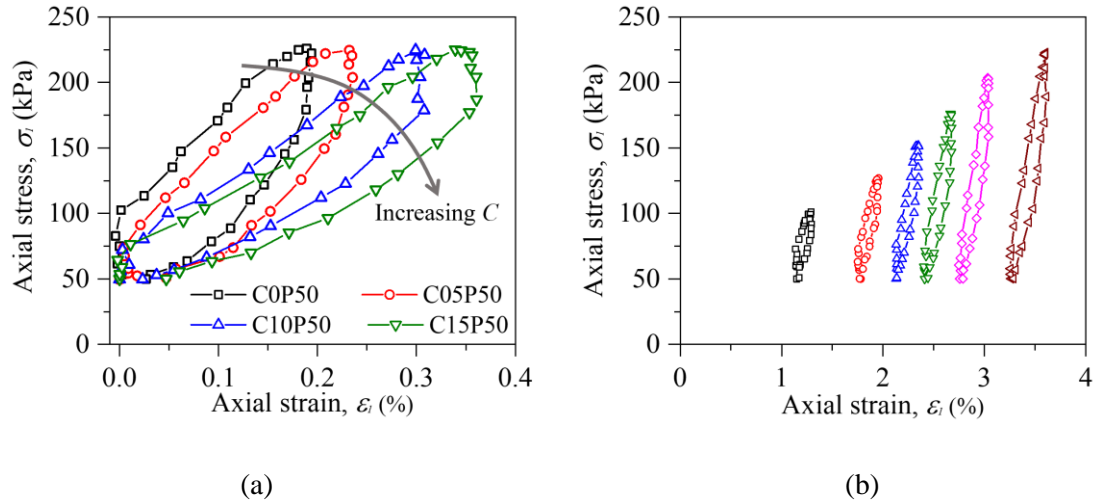 250
200
150
100
50
0
Axial stress, σᵢ (kPa)
Increasing C
C0P50
C05P50
C10P50
C15P50
0.0
0.1
0.2
0.3
0.4
Axial strain, εₗ (%)
(a)
250
200
150
100
50
0
Axial stress, σᵢ (kPa)
0
1
2
3
4
Axial strain, εₗ (%)
(b)